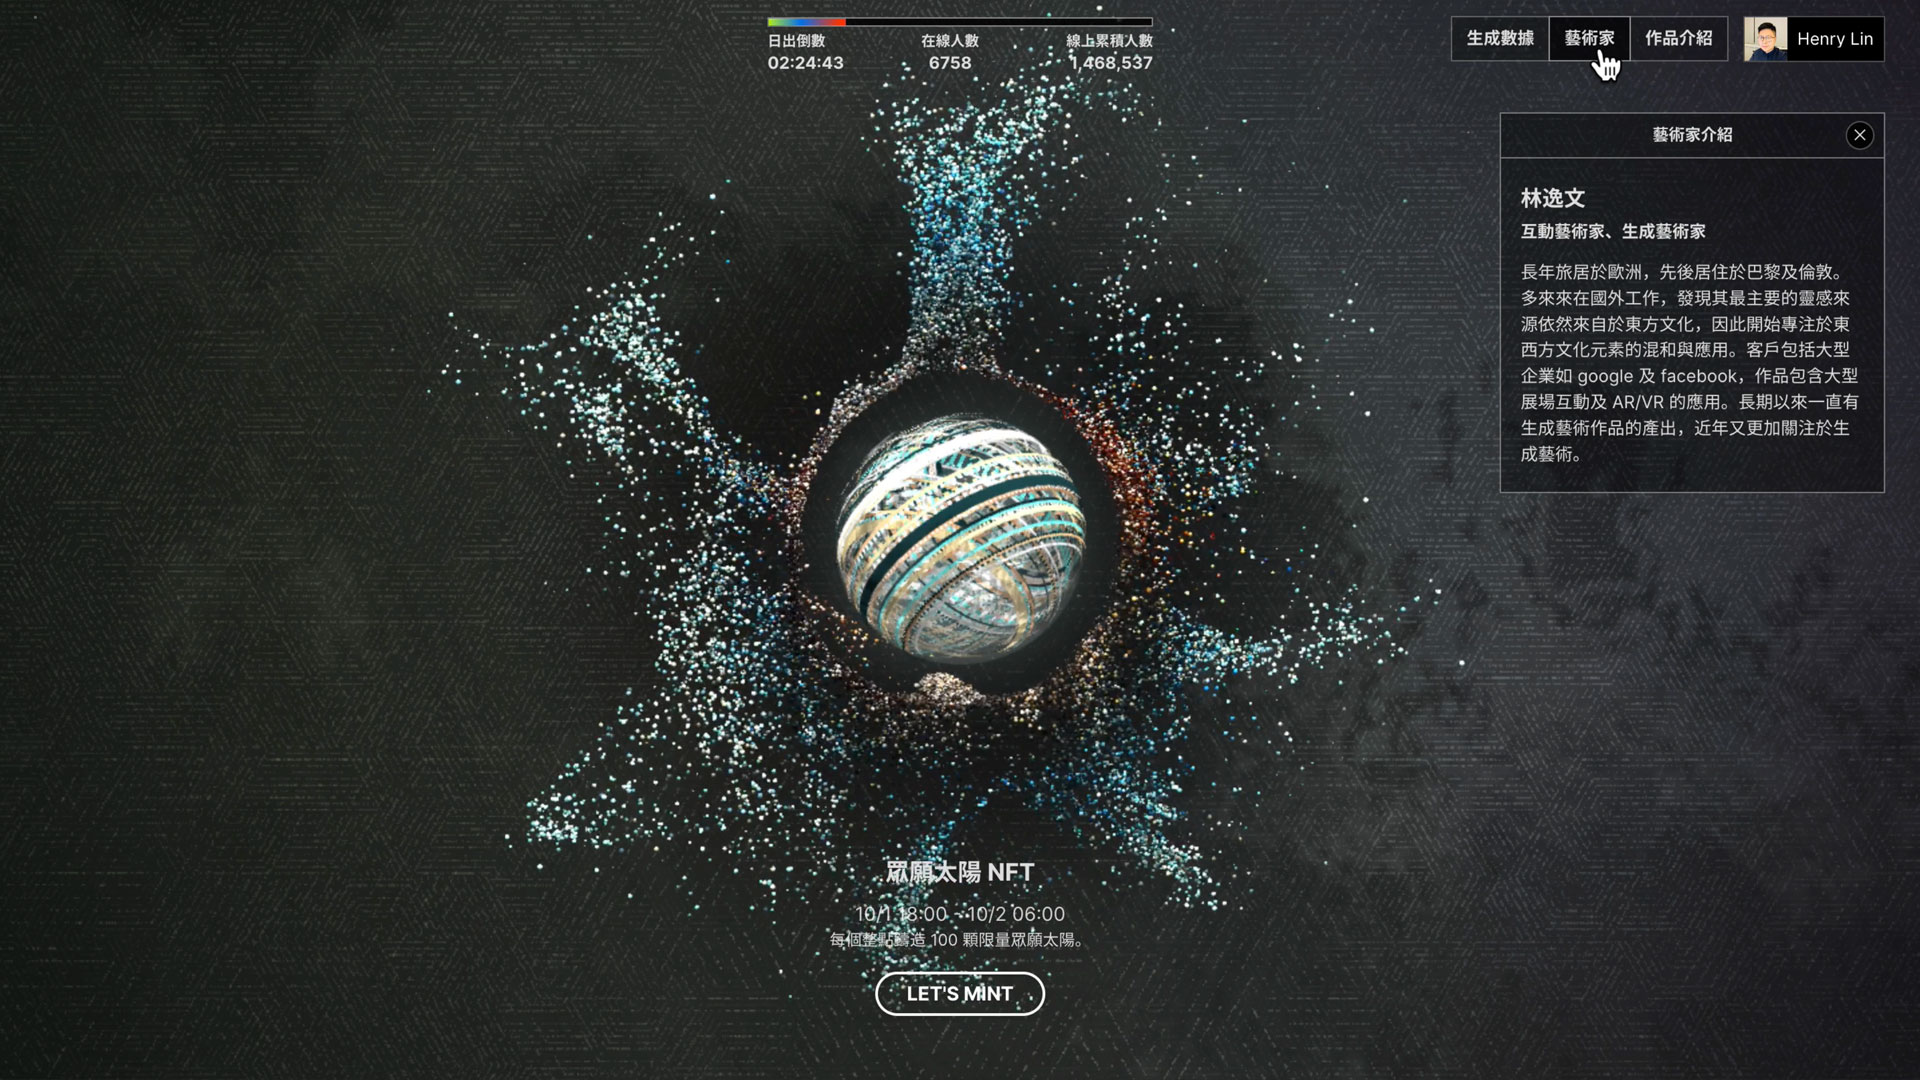 日出倒數
02:24:43
在線人數
6758
線上累積人數
1,468,537
生成數據
藝術家
作品介紹
Henry Lin
藝術家介紹
林逸文
互動藝術家、生成藝術家
長年旅居於歐洲，先後居住於巴黎及倫敦。
多來來在國外工作，發現其最主要的靈感來
源依然來自於東方文化，因此開始專注於東
西方文化元素的混和與應用。客戶包括大型
企業如 google 及 facebook，作品包含大型
展場互動及 AR/VR 的應用。長期以來一直有
生成藝術作品的產出，近年又更加關注於生
成藝術。
眾願太陽 NFT
10/1 18:00 - 10/2 06:00
每個整點鑄造 100 顆限量眾願太陽。
LET'S MINT